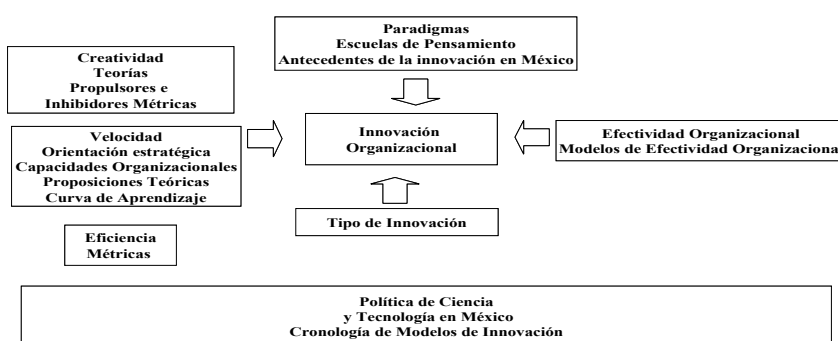 Paradigmas
Escuelas de Pensamiento
Antecedentes de la innovación en México
Creatividad
Teorías
Propulsores e
Inhibidores Métricas
Velocidad
Orientación estratégica
Capacidades Organizacionales
Proposiciones Teóricas
Curva de Aprendizaje
Innovación
Organizacional
Efectividad Organizacional
Modelos de Efectividad Organizaciona
Tipo de Innovación
Eficiencia
Métricas
Política de Ciencia
y Tecnología en México
Cronología de Modelos de Innovación